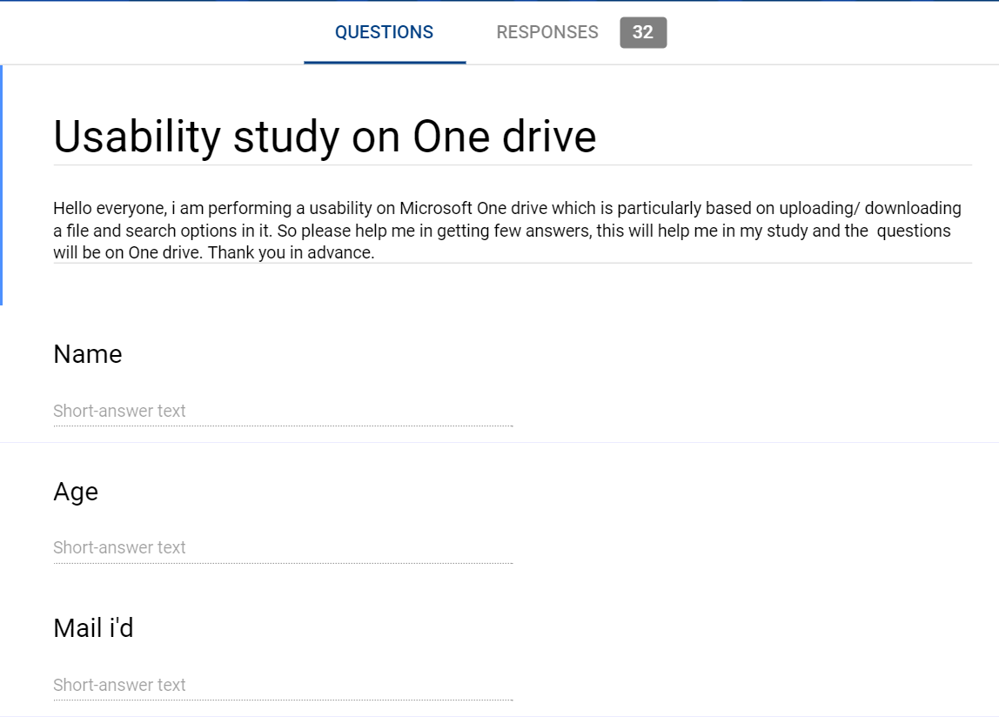 QUESTIONS RESPONSES 32
Usability study on One drive
Hello everyone, i am performing a usability on Microsoft One drive which is particularly based on uploading/ downloading
a file and search options in it. So please help me in getting few answers, this will help me in my study and the  questions
will be on One drive. Thank you in advance.
Name
Short-answer text
Age
Short-answer text
Mail i'd
Short-answer text